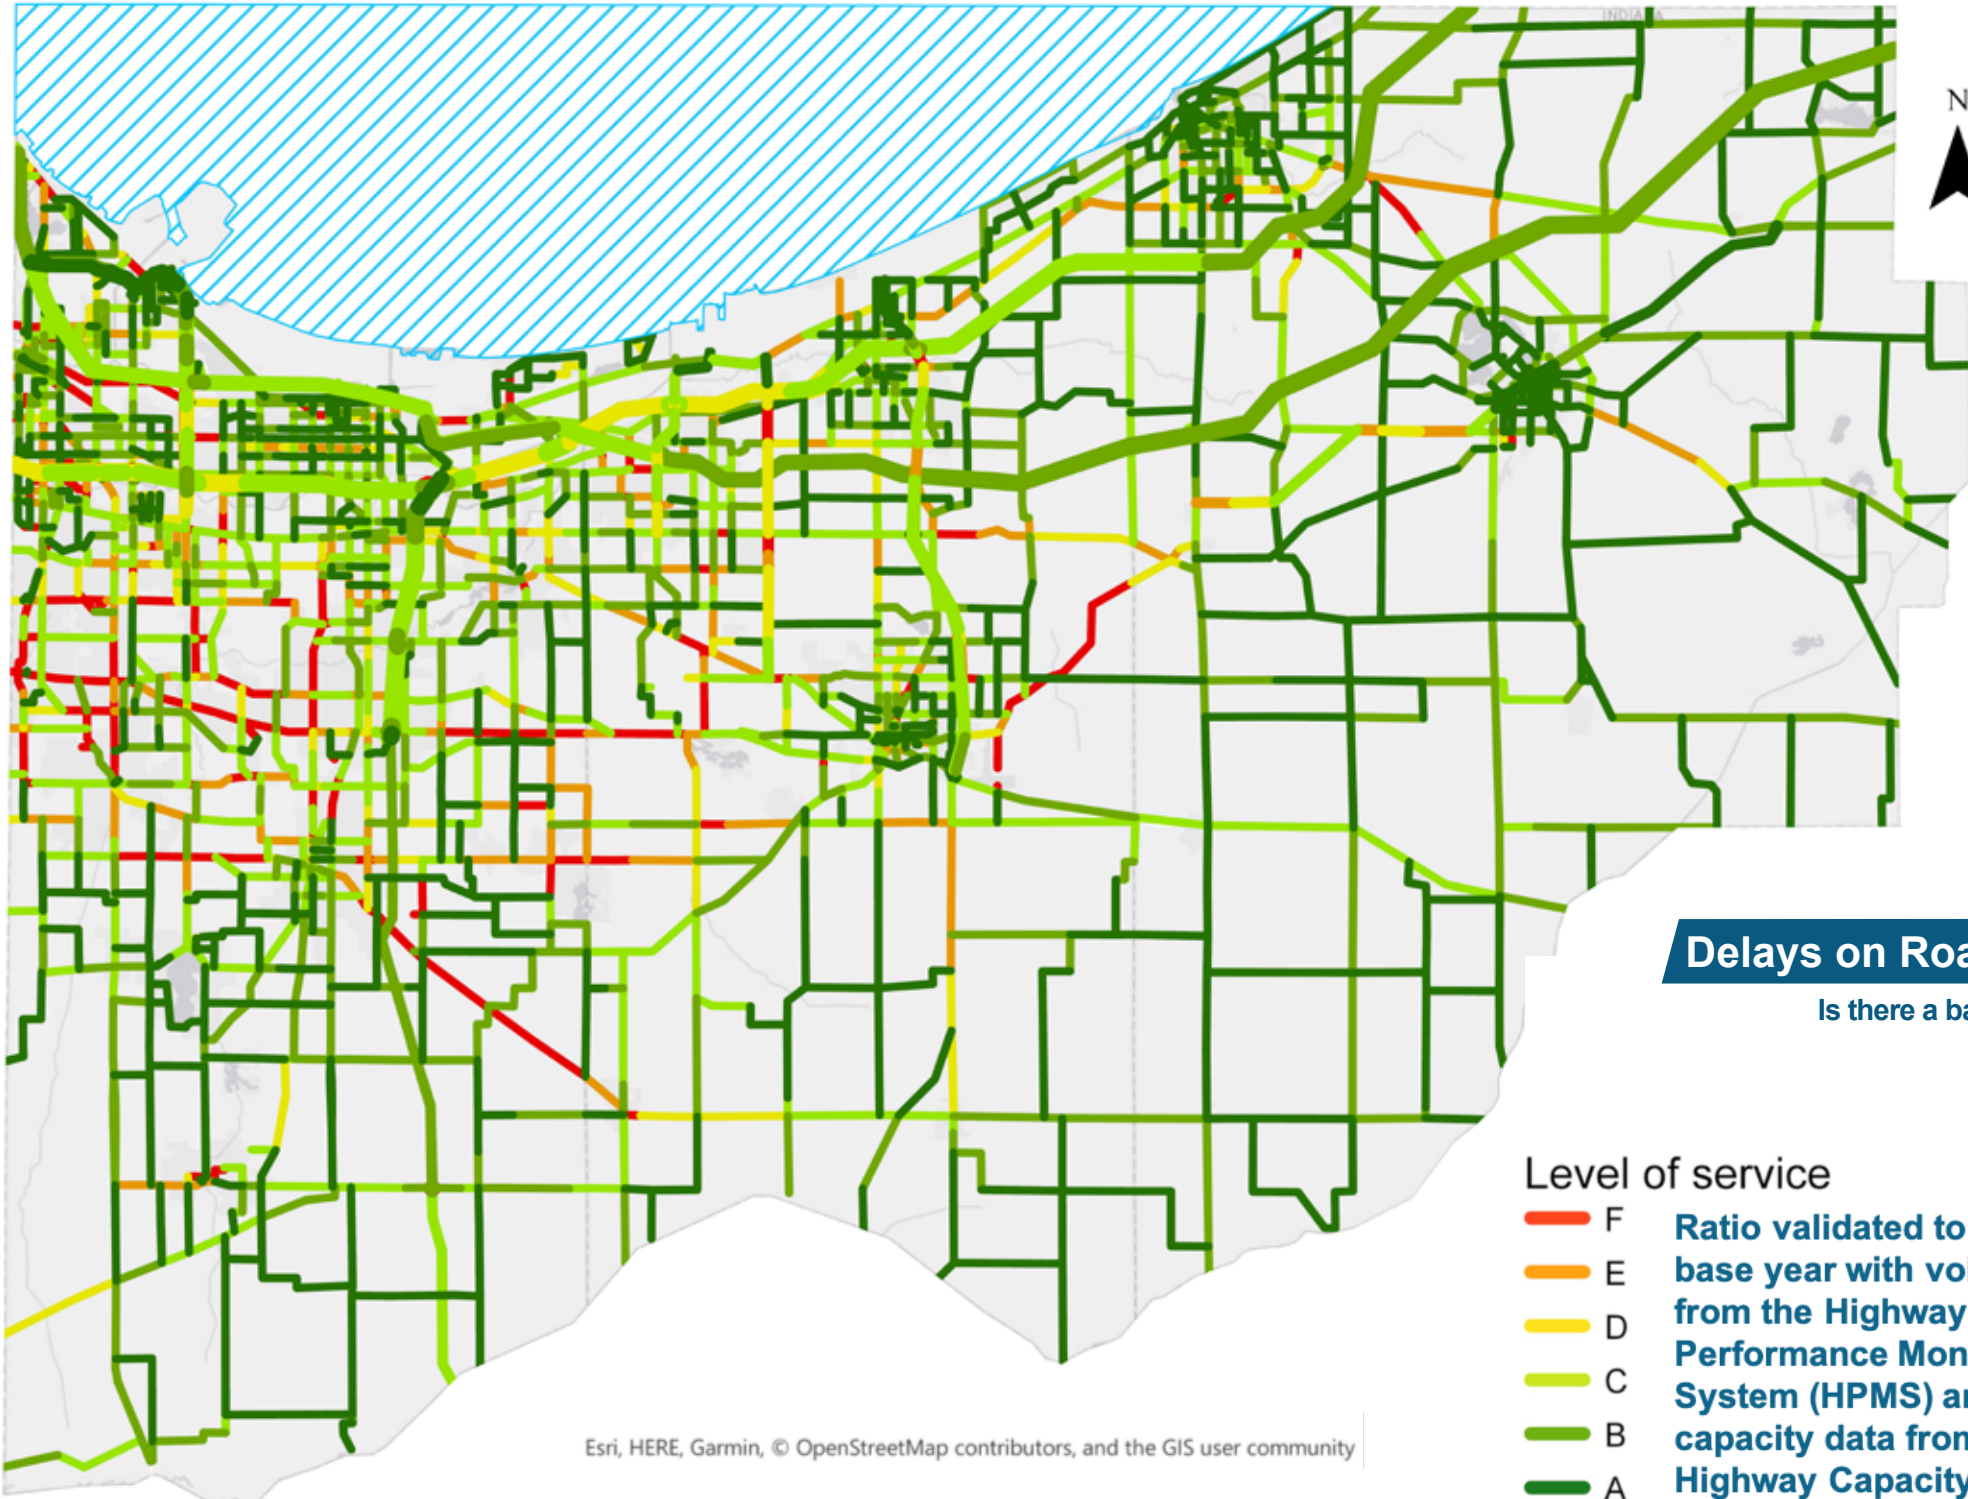 INDIANA
N
Delays on Roa
Is there a ba
Level of service
F
E
D
C
B
A
Ratio validated to
base year with vol
from the Highway
Performance Mon
System (HPMS) an
capacity data from
Highway Capacity
Esri, HERE, Garmin, © OpenStreetMap contributors, and the GIS user community